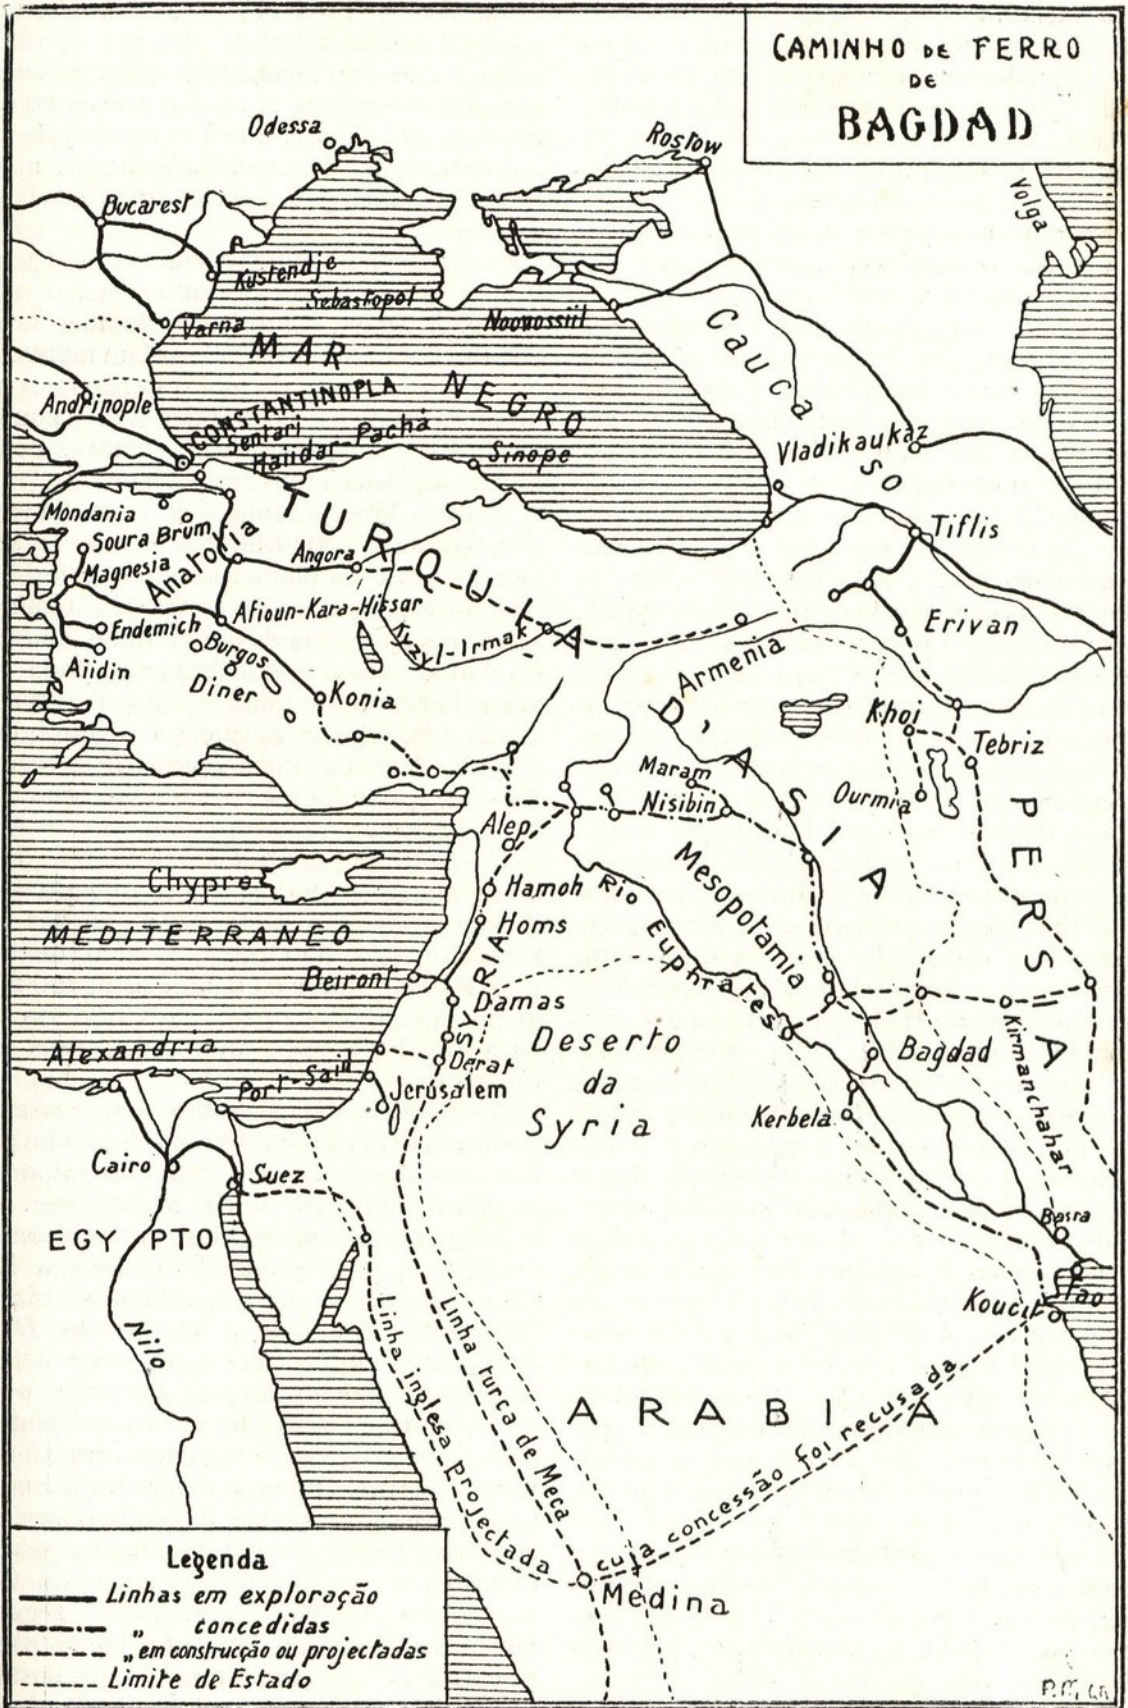 CAMINHO DE FERRO
DE
BAGDAD
Odessa
Rostow
Volga
Bucarest
Kustendje
Sebastopol
Varna
Noovossiil
MAR NEGRO
Cauca so
Andrinople
CONSTANTINOPLA
Sentari
Haiidar-Pachá
Sinope
Vladikaukaz
Mondania
Soura Brum
Magnesia
Anatolia
TURQUIA
Angora
Tiflis
Afioun-Kara-Hissar
Kyzyl-Irmak
Erivan
Endemich
Burgos
Aiidin
Diner
Konia
Armenia
D'ASIA
Khoi
Tebriz
Maram
Nisibin
Ourmia
PERSIA
Alep
Chypre
Hamoh
Rio Euphrates
Mesopotamia
Homs
MEDITERRANEO
Beiront
SYRIA
Damas
Alexandria
Derat
Deserto
da
Syria
Bagdad
Kirmanchahar
Port-Said
Jerusalem
Kerbela
Cairo
Suez
Basra
EGYPTO
Fao
Koucit
Nilo
Linha inglesa projectada
Linha turca de Meca
ARABIA
cuja concessão foi recusada
Medina
Legenda
Linhas em exploração
„ concedidas
„ em construcção ou projectadas
Limite de Estado